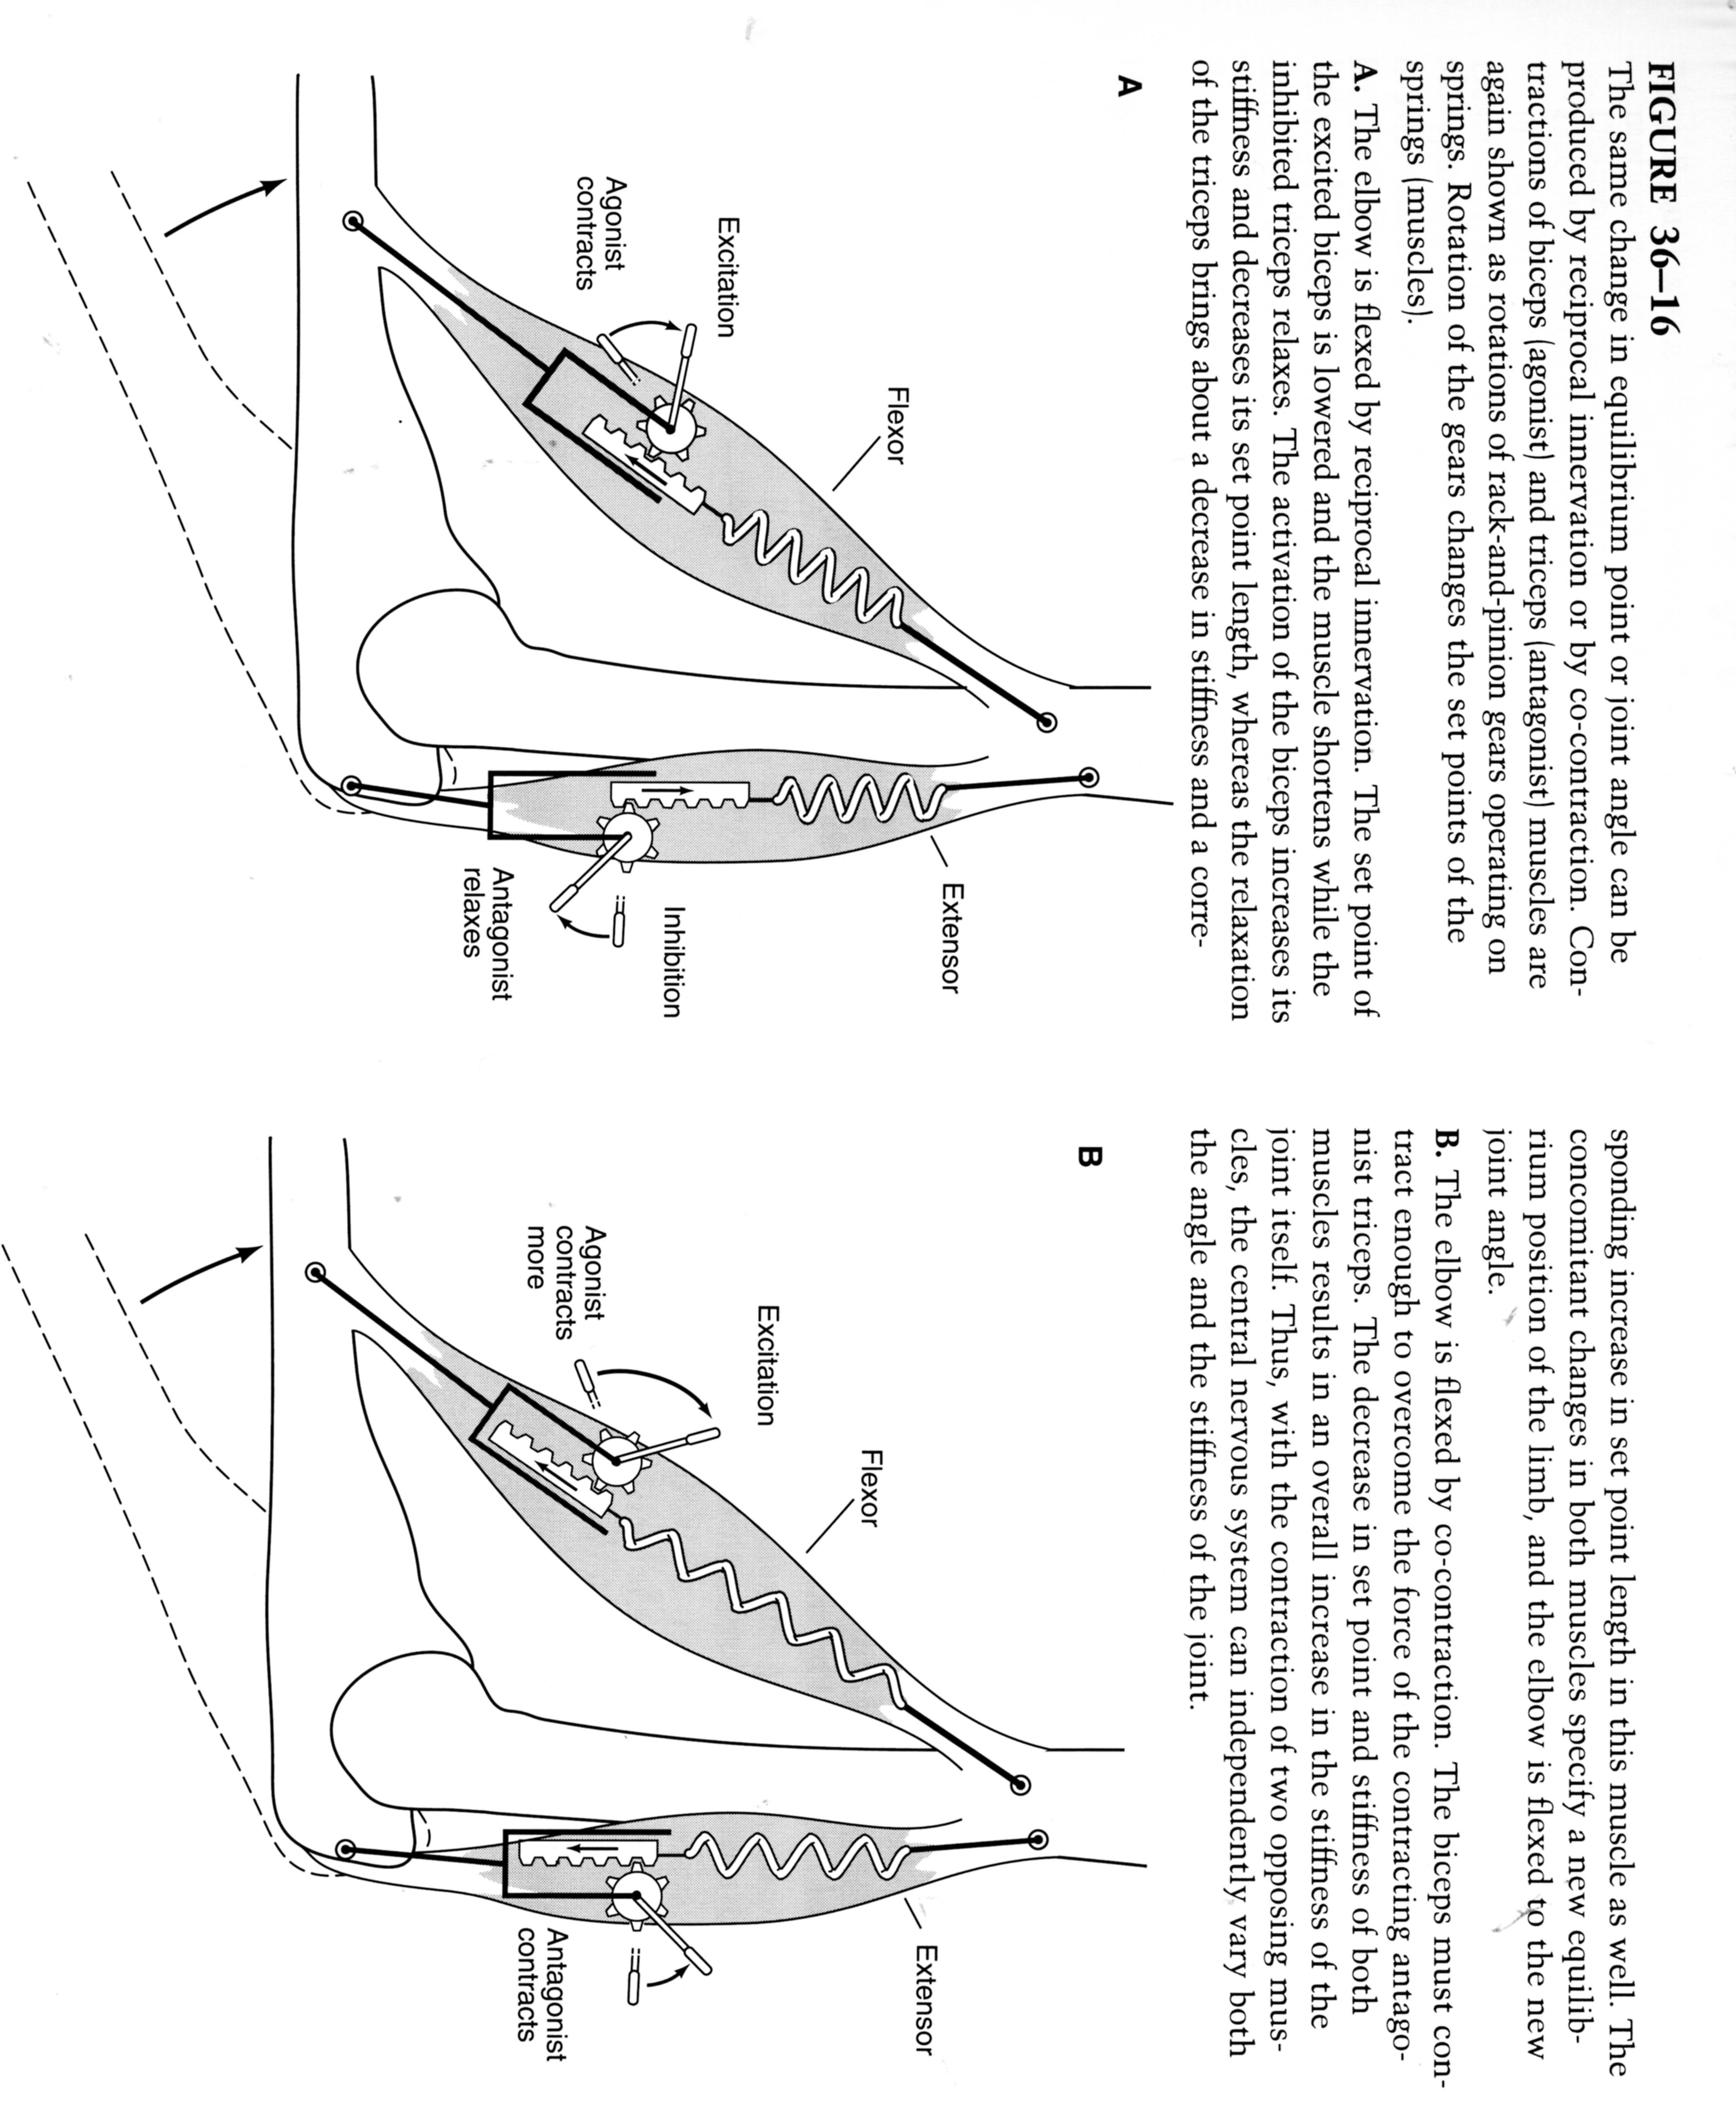 FIGURE 36–16
The same change in equilibrium point or joint angle can be
produced by reciprocal innervation or by co-contraction. Con-
tractions of biceps (agonist) and triceps (antagonist) muscles are
again shown as rotations of rack-and-pinion gears operating on
springs. Rotation of the gears changes the set points of the
springs (muscles).
A. The elbow is flexed by reciprocal innervation. The set point of
the excited biceps is lowered and the muscle shortens while the
inhibited triceps relaxes. The activation of the biceps increases its
stiffness and decreases its set point length, whereas the relaxation
of the triceps brings about a decrease in stiffness and a corre-
sponding increase in set point length in this muscle as well. The
concomitant changes in both muscles specify a new equilib-
rium position of the limb, and the elbow is flexed to the new
joint angle.
B. The elbow is flexed by co-contraction. The biceps must con-
tract enough to overcome the force of the contracting antago-
nist triceps. The decrease in set point and stiffness of both
muscles results in an overall increase in the stiffness of the
joint itself. Thus, with the contraction of two opposing mus-
cles, the central nervous system can independently vary both
the angle and the stiffness of the joint.
A
Flexor
Extensor
Excitation
Inhibition
Agonist
contracts
Antagonist
relaxes
B
Flexor
Extensor
Excitation
Agonist
contracts
more
Antagonist
contracts